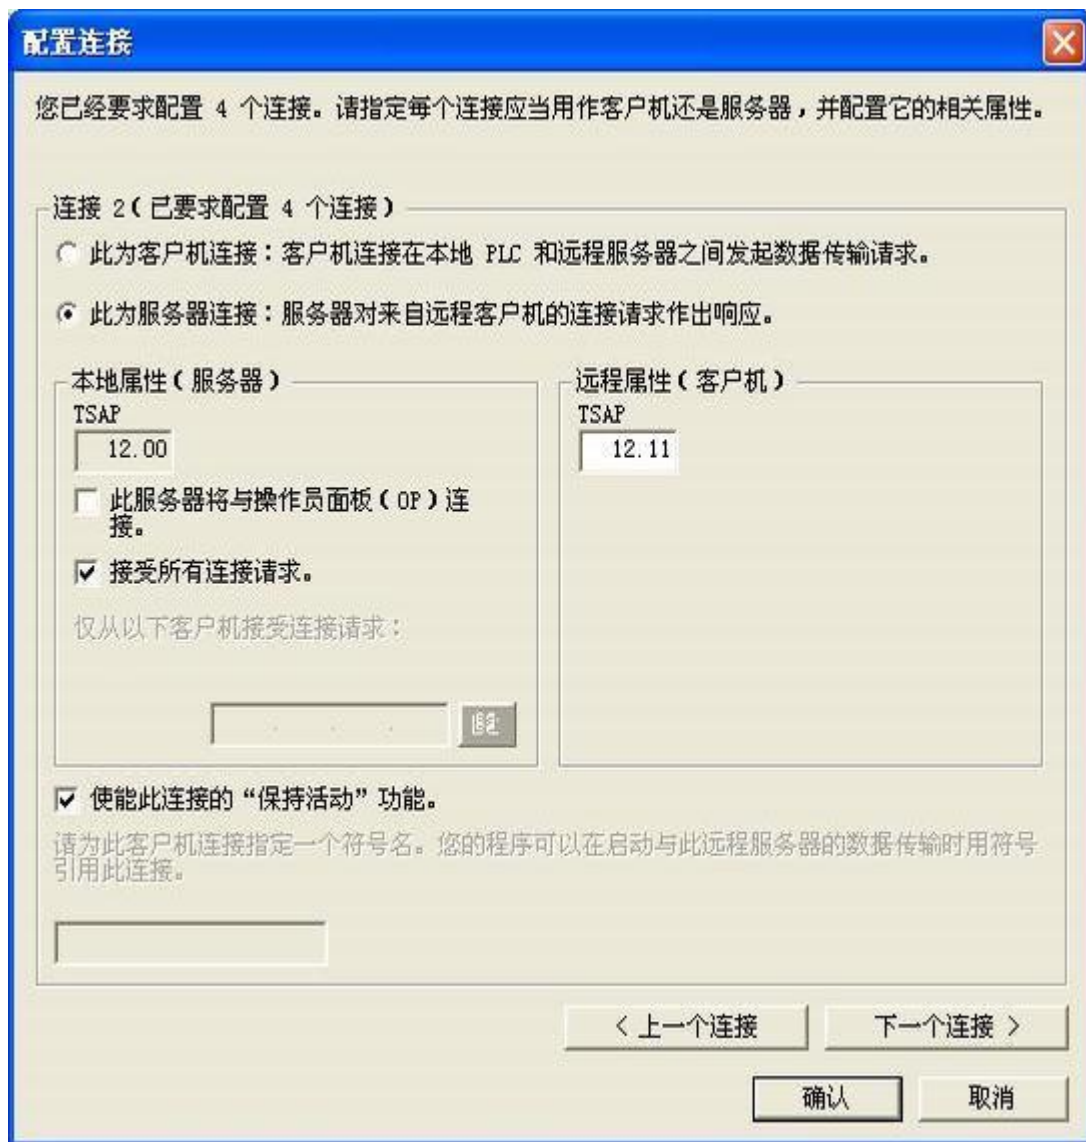 配置连接
您已经要求配置 4 个连接。请指定每个连接应当用作客户机还是服务器，并配置它的相关属性。
连接 2（已要求配置 4 个连接）
此为客户机连接：客户机连接在本地 PLC 和远程服务器之间发起数据传输请求。
此为服务器连接：服务器对来自远程客户机的连接请求作出响应。
本地属性（服务器）
TSAP
12.00
此服务器将与操作员面板（OP）连
接。
接受所有连接请求。
仅从以下客户机接受连接请求：
远程属性（客户机）
TSAP
12.11
使能此连接的“保持活动”功能。
请为此客户机连接指定一个符号名。您的程序可以在启动与此远程服务器的数据传输时用符号
引用此连接。
< 上一个连接
下一个连接 >
确认
取消